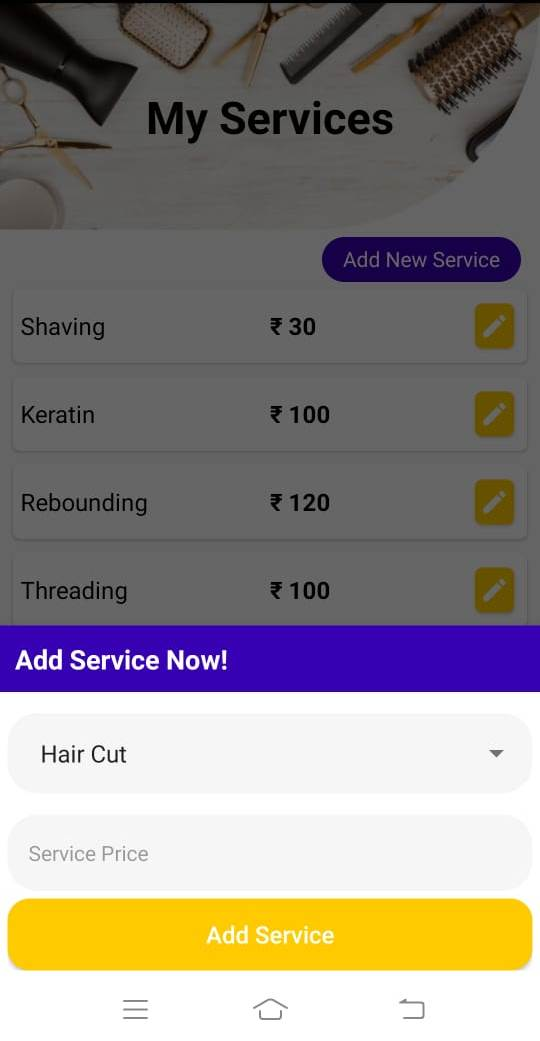 My Services
Add New Service
Shaving ₹ 30
Keratin ₹ 100
Rebounding ₹ 120
Threading ₹ 100
Add Service Now!
Hair Cut
Service Price
Add Service